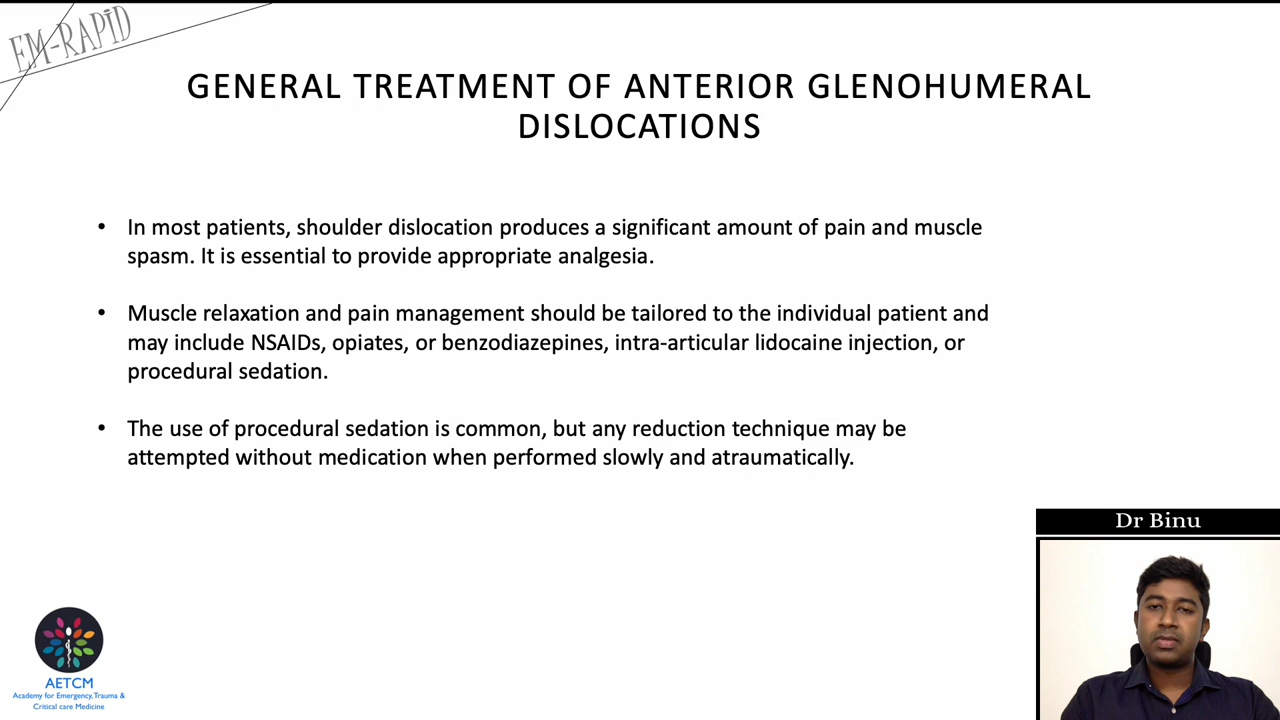 EM-RAPiD
GENERAL TREATMENT OF ANTERIOR GLENOHUMERAL
DISLOCATIONS
• In most patients, shoulder dislocation produces a significant amount of pain and muscle
spasm. It is essential to provide appropriate analgesia.
• Muscle relaxation and pain management should be tailored to the individual patient and
may include NSAIDs, opiates, or benzodiazepines, intra-articular lidocaine injection, or
procedural sedation.
• The use of procedural sedation is common, but any reduction technique may be
attempted without medication when performed slowly and atraumatically.
Dr Binu
AETCM
Academy for Emergency,Trauma &
Critical care Medicine